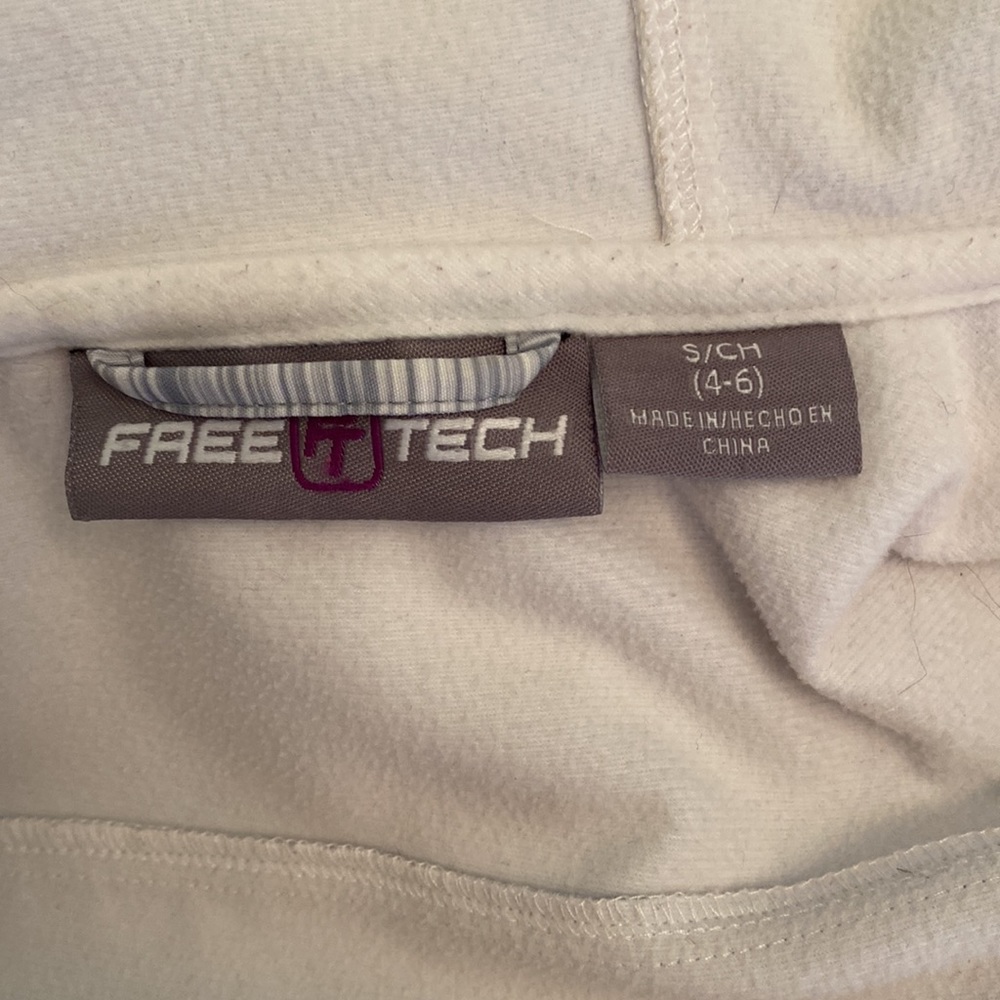 FREE T TECH
S/CH
(4-6)
MADE IN/HECHO EN
CHINA